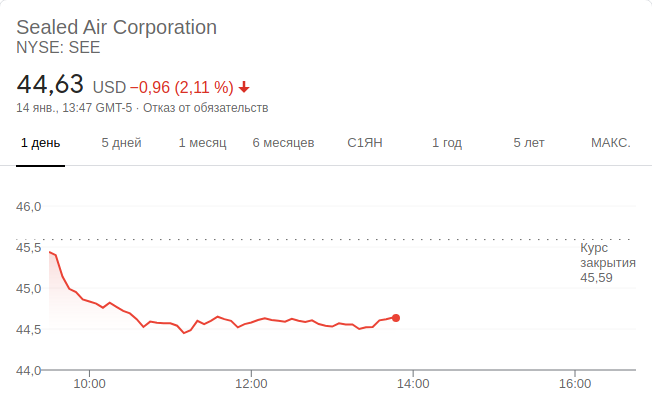 Sealed Air Corporation
NYSE: SEE
44,63 USD −0,96 (2,11 %)
14 янв., 13:47 GMT-5 · Отказ от обязательств
1 день 5 дней 1 месяц 6 месяцев С1ЯН 1 год 5 лет МАКС.
46,0
45,5
Курс
закрытия
45,59
45,0
44,5
44,0
10:00 12:00 14:00 16:00